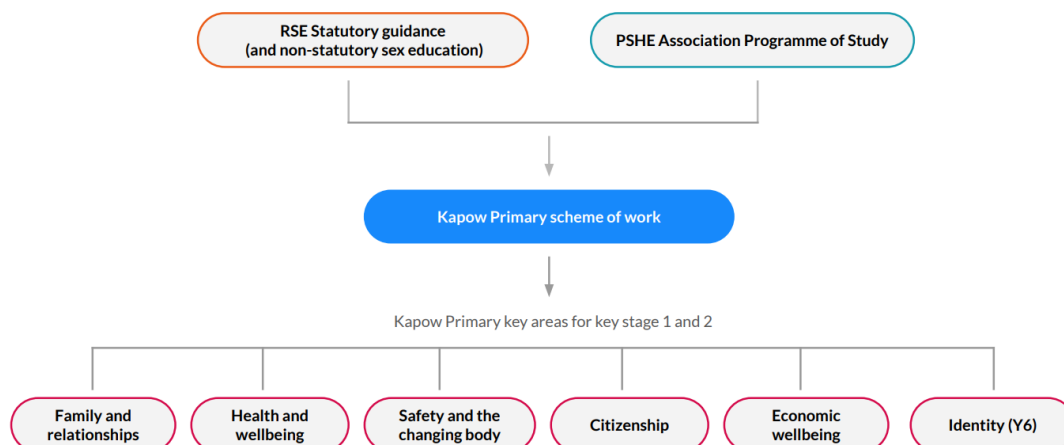 RSE Statutory guidance
(and non-statutory sex education)
PSHE Association Programme of Study
Kapow Primary scheme of work
Kapow Primary key areas for key stage 1 and 2
Family and
relationships
Health and
wellbeing
Safety and the
changing body
Citizenship
Economic
wellbeing
Identity (Y6)